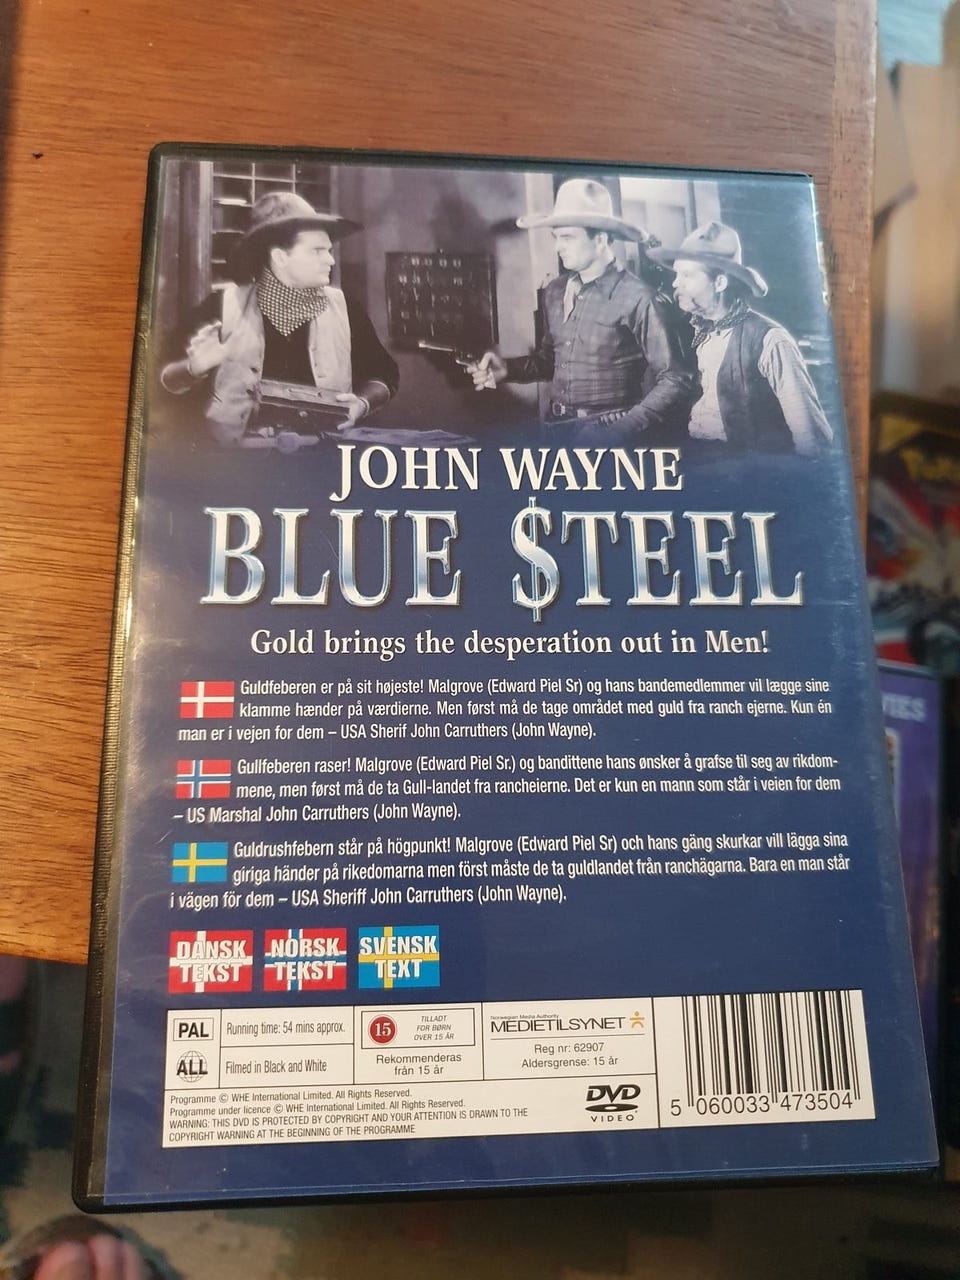 JOHN WAYNE
BLUE $TEEL
Gold brings the desperation out in Men!
Guldfeberen er på sit højeste! Malgrove (Edward Piel Sr) og hans bandemedlemmer vil lægge sine
klamme hænder på værdierne. Men først må de tage området med guld fra ranch ejerne. Kun én
man er i vejen for dem – USA Sherif John Carruthers (John Wayne).
Gullfeberen raser! Malgrove (Edward Piel Sr.) og bandittene hans ønsker å grafse til seg av rikdom-
mene, men først må de ta Gull-landet fra rancheierne. Det er kun en mann som står i veien for dem
– US Marshal John Carruthers (John Wayne).
Guldrushfebern står på högpunkt! Malgrove (Edward Piel Sr) och hans gäng skurkar vill lägga sina
giriga händer på rikedomarna men först måste de ta guldlandet från ranchägarna. Bara en man står
i vägen för dem – USA Sheriff John Carruthers (John Wayne).
DANSK
TEKST
NORSK
TEKST
SVENSK
TEXT
PAL
Running time: 54 mins approx.
ALL
Filmed in Black and White
15
TILLADT
FOR BØRN
OVER 15 ÅR
Rekommenderas
från 15 år
Norwegian Media Authority
MEDIETILSYNET
Reg nr: 62907
Aldersgrense: 15 år
Programme © WHE International Limited. All Rights Reserved.
Programme under licence © WHE International Limited. All Rights Reserved.
WARNING: THIS DVD IS PROTECTED BY COPYRIGHT AND YOUR ATTENTION IS DRAWN TO THE
COPYRIGHT WARNING AT THE BEGINNING OF THE PROGRAMME
DVD
VIDEO
5 060033 473504